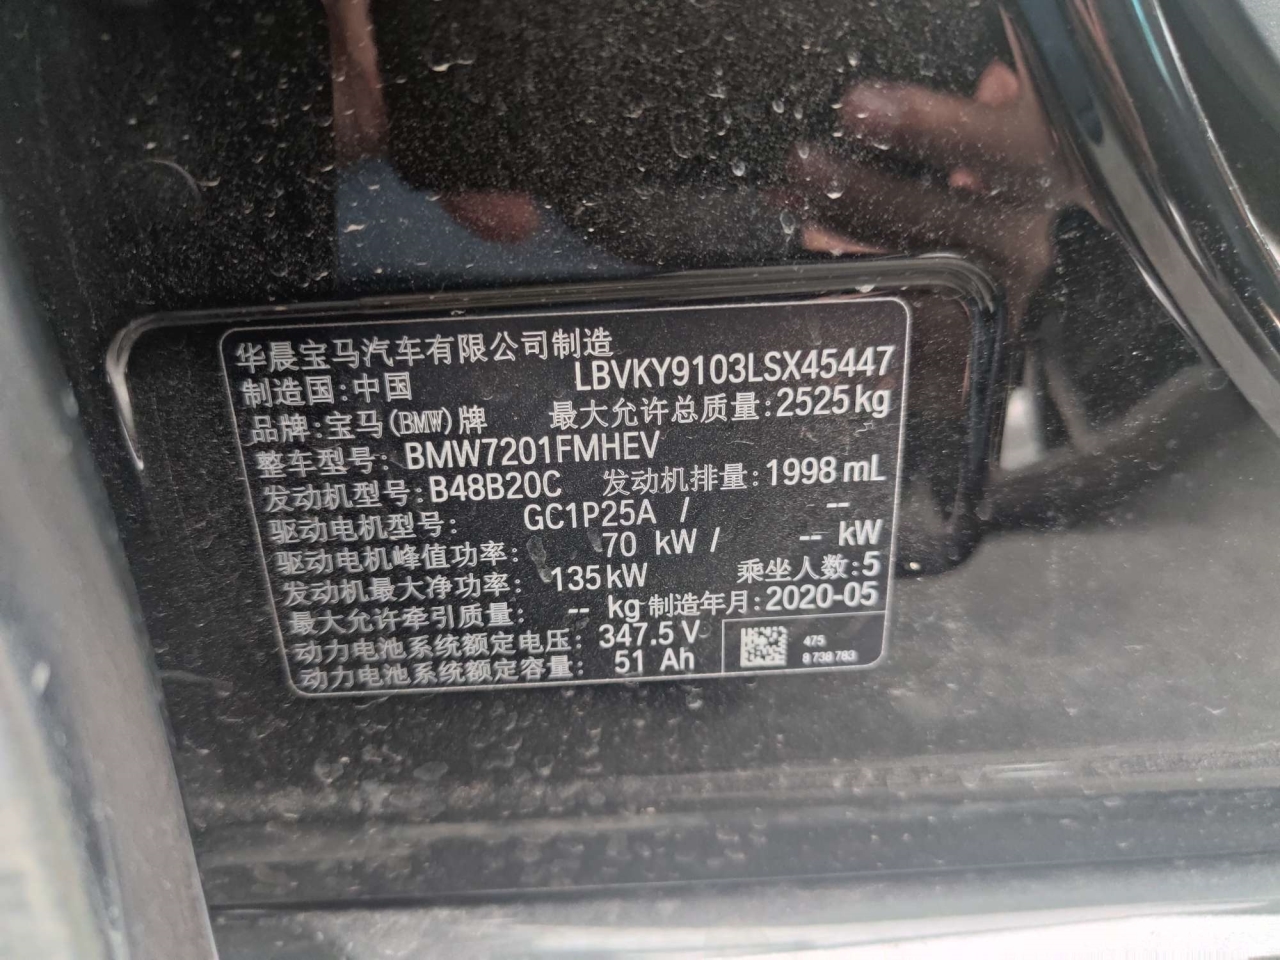 华晨宝马汽车有限公司制造
制造国:中国 LBVKY9103LSX45447
品牌:宝马(BMW)牌 最大允许总质量:2525kg
整车型号: BMW7201FMHEV
发动机型号:B48B20C 发动机排量:1998 mL
驱动电机型号: GC1P25A / --
驱动电机峰值功率: 70 kW / -- kW
发动机最大净功率: 135kW 乘坐人数:5
最大允许牵引质量: -- kg 制造年月:2020-05
动力电池系统额定电压: 347.5 V
动力电池系统额定容量: 51 Ah
475
8 738 783